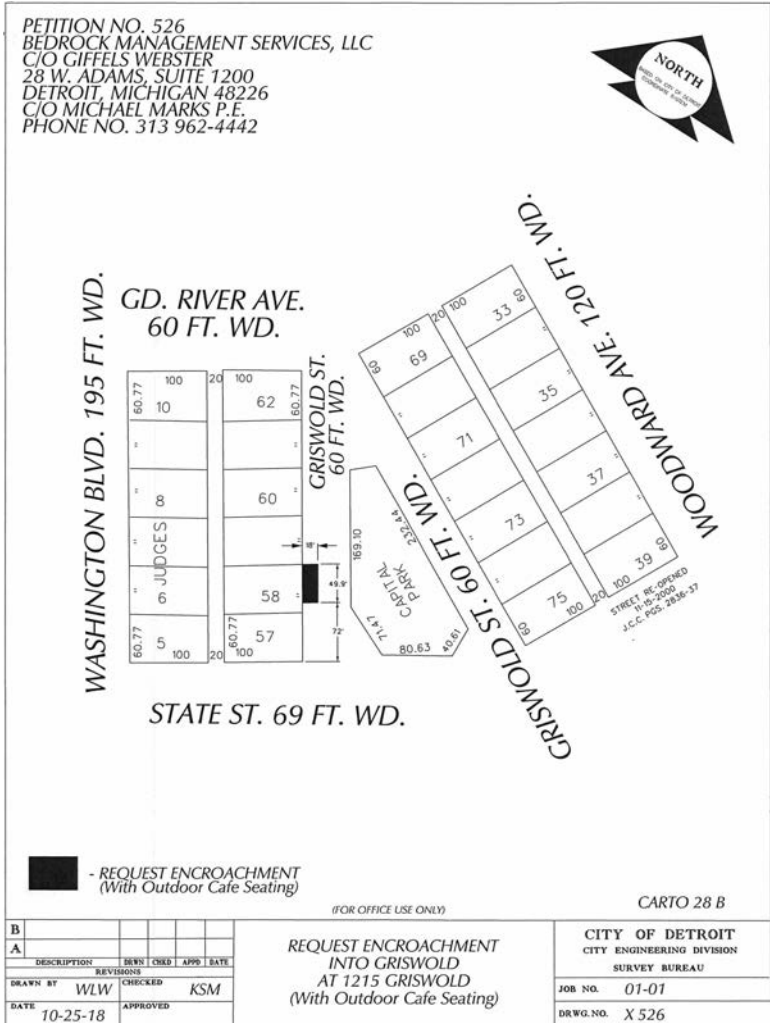 PETITION NO. 526
BEDROCK MANAGEMENT SERVICES, LLC
C/O GIFFELS WEBSTER
28 W. ADAMS, SUITE 1200
DETROIT, MICHIGAN 48226
C/O MICHAEL MARKS P.E.
PHONE NO. 313 962-4442
NORTH
BASED ON CITY OF DETROIT
COORDINATE SYSTEM
WASHINGTON BLVD. 195 FT. WD.
GD. RIVER AVE.
60 FT. WD.
GRISWOLD ST.
60 FT. WD.
WOODWARD AVE. 120 FT. WD.
GRISWOLD ST. 60 FT. WD.
STATE ST. 69 FT. WD.
100 20 100
60.77 10 62 60.77
" "
" 8 60 "
" "
JUDGES
" 6 58 "
60.77 5 60.77 57
100 20 100
18'
49.9'
72'
169.10
232.44
CAPITAL
PARK
71.47
80.63
40.61
60 100 20 100 60
69 33
" "
71 35
" "
73 37
" "
75 39
60 100 20 100 60
STREET RE-OPENED
11-15-2000
J.C.C. PGS. 2836-37
- REQUEST ENCROACHMENT
(With Outdoor Cafe Seating)
(FOR OFFICE USE ONLY)
CARTO 28 B
B
A
DESCRIPTION DRWN CHKD APPD DATE
REVISIONS
DRAWN BY WLW CHECKED KSM
DATE 10-25-18 APPROVED
REQUEST ENCROACHMENT
INTO GRISWOLD
AT 1215 GRISWOLD
(With Outdoor Cafe Seating)
CITY OF DETROIT
CITY ENGINEERING DIVISION
SURVEY BUREAU
JOB NO. 01-01
DRWG. NO. X 526